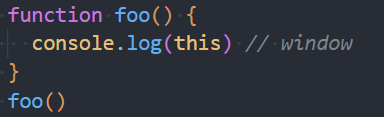 function foo() {
  console.log(this) // window
}
foo()